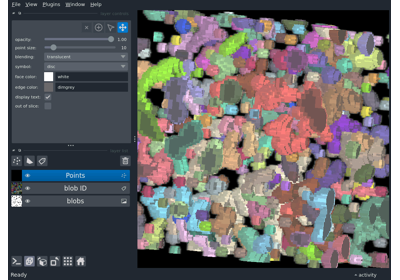 File View Plugins Window Help
opacity: 1.00
point size: 10
blending: translucent
symbol: disc
face color: white
edge color: dimgrey
display text:
out of slice:
Points
blob ID
blobs
Ready
activity